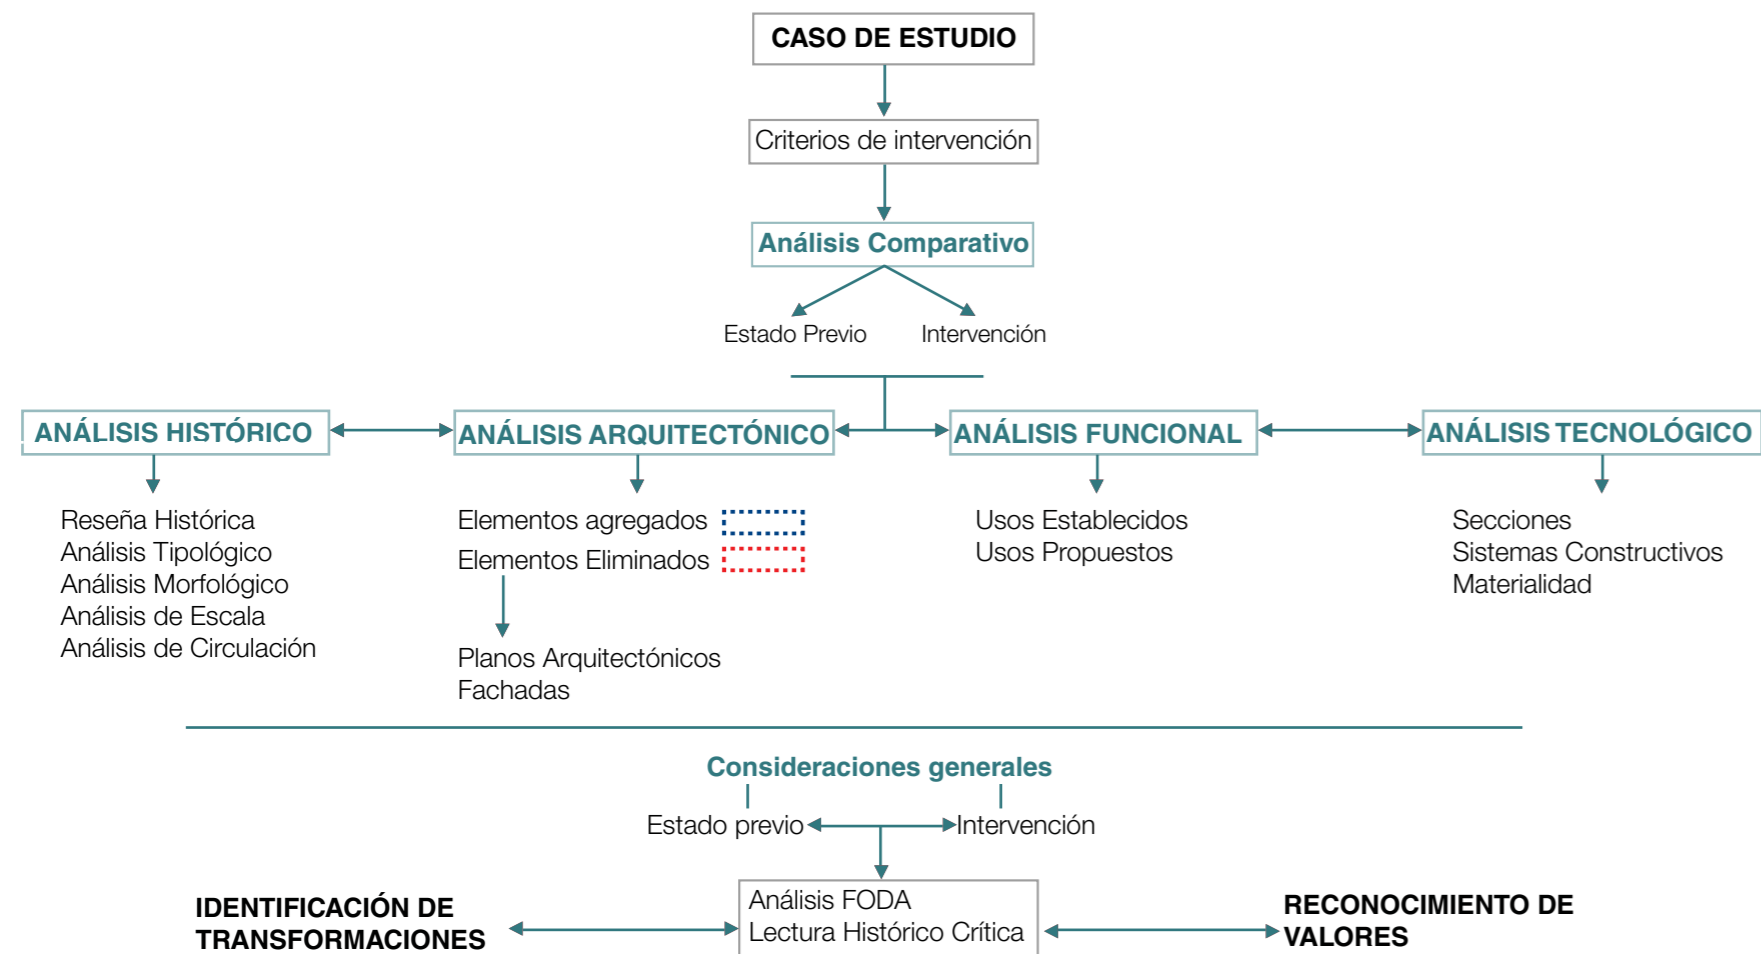 CASO DE ESTUDIO
Criterios de intervención
Análisis Comparativo
Estado Previo
Intervención
ANÁLISIS HISTÓRICO
ANÁLISIS ARQUITECTÓNICO
ANÁLISIS FUNCIONAL
ANÁLISIS TECNOLÓGICO
Reseña Histórica
Análisis Tipológico
Análisis Morfológico
Análisis de Escala
Análisis de Circulación
Elementos agregados
Elementos Eliminados
Planos Arquitectónicos
Fachadas
Usos Establecidos
Usos Propuestos
Secciones
Sistemas Constructivos
Materialidad
Consideraciones generales
Estado previo
Intervención
IDENTIFICACIÓN DE
TRANSFORMACIONES
Análisis FODA
Lectura Histórico Crítica
RECONOCIMIENTO DE
VALORES